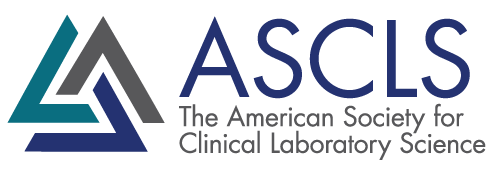 ASCLS
The American Society for
Clinical Laboratory Science